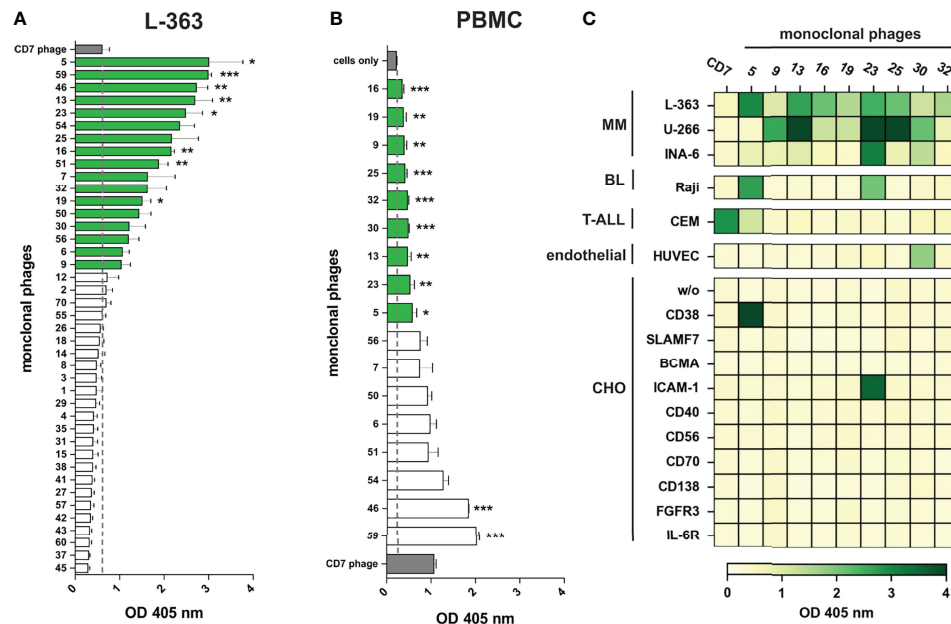 A
L-363
CD7 phage
5
*
59
***
46
**
13
**
23
*
54
25
16
**
51
**
7
32
19
*
50
30
56
6
9
12
2
70
55
26
18
14
8
3
1
29
4
35
31
15
38
41
27
57
42
43
60
37
45
monclonal phages
0 1 2 3 4
OD 405 nm
B
PBMC
cells only
16
***
19
**
9
**
25
***
32
***
30
***
13
**
23
**
5
*
56
7
50
6
51
54
46
***
59
***
CD7 phage
monclonal phages
0 1 2 3 4
OD 405 nm
C
monoclonal phages
CD7 5 9 13 16 19 23 25 30 32
MM
L-363
U-266
INA-6
BL
Raji
T-ALL
CEM
endothelial
HUVEC
CHO
w/o
CD38
SLAMF7
BCMA
ICAM-1
CD40
CD56
CD70
CD138
FGFR3
IL-6R
0 1 2 3 4
OD 405 nm